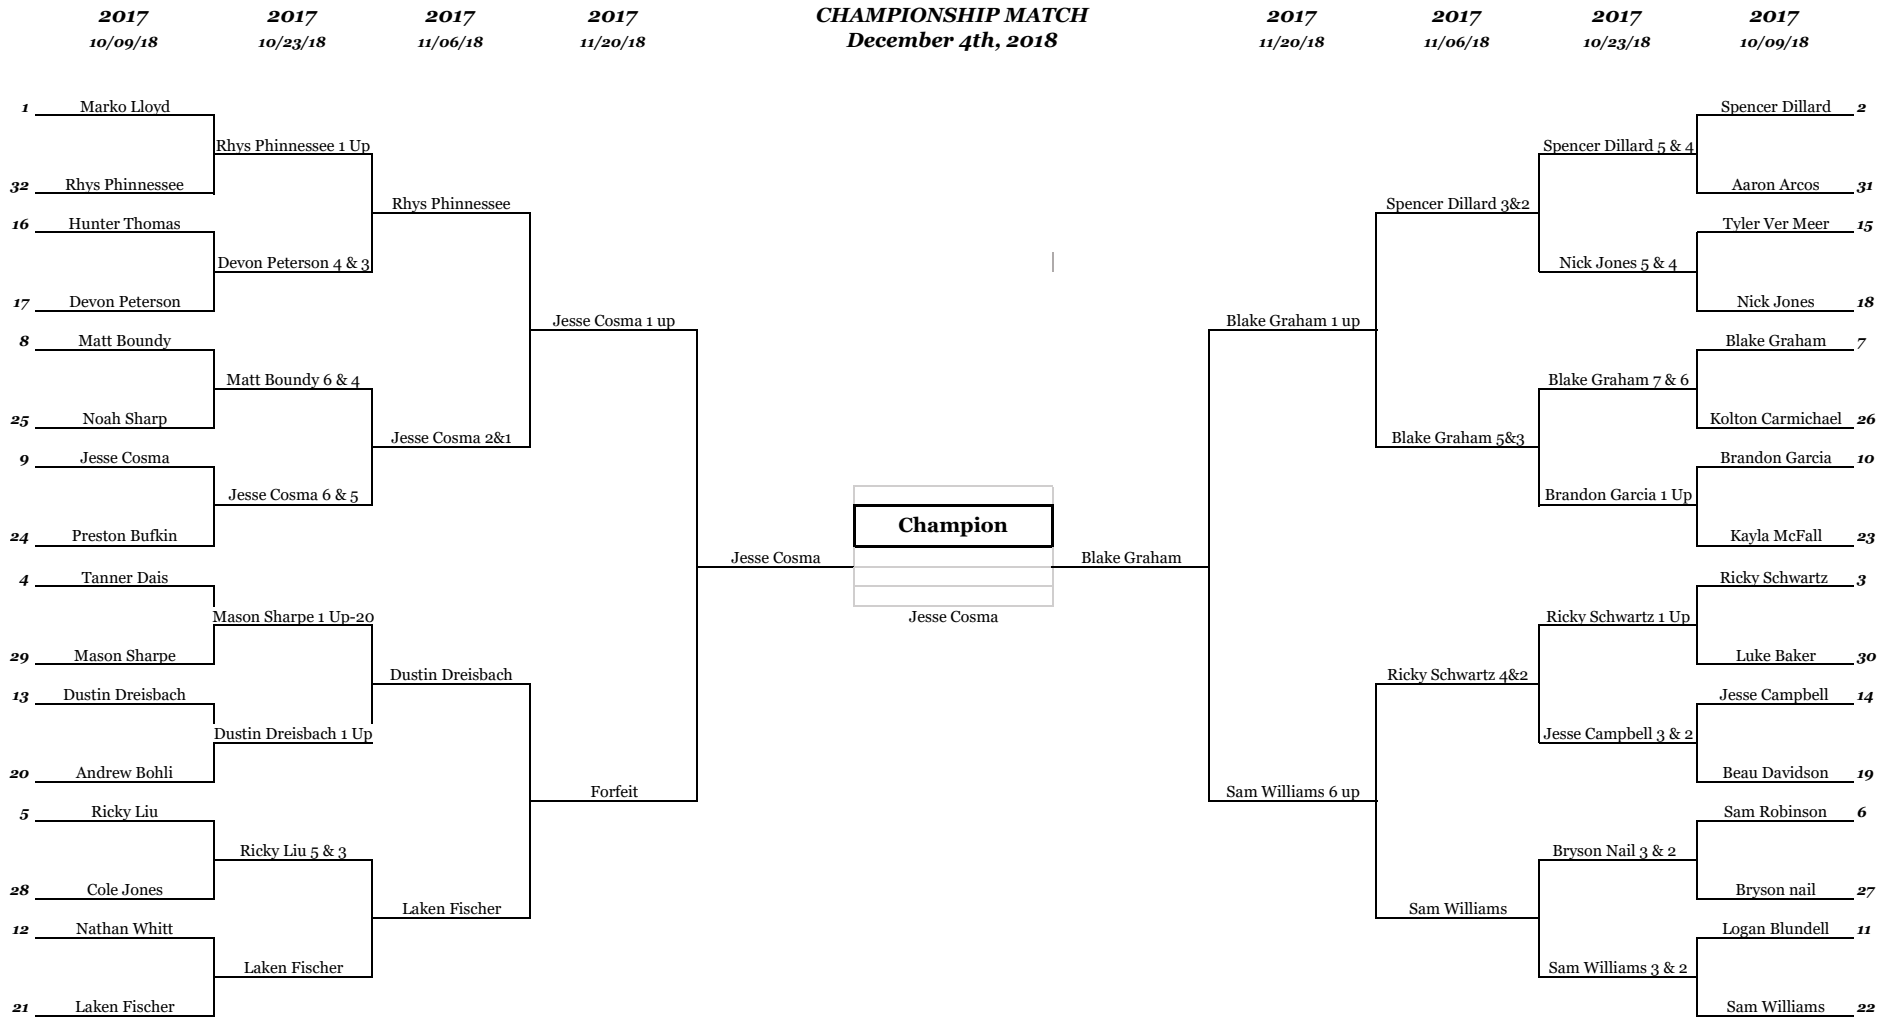 2017 2017 2017 2017 CHAMPIONSHIP MATCH 2017 2017 2017 2017
10/09/18 10/23/18 11/06/18 11/20/18 December 4th, 2018 11/20/18 11/06/18 10/23/18 10/09/18
1 Marko Lloyd Spencer Dillard 2
Rhys Phinnessee 1 Up Spencer Dillard 5 & 4
32 Rhys Phinnessee Aaron Arcos 31
Rhys Phinnessee Spencer Dillard 3&2
16 Hunter Thomas Tyler Ver Meer 15
Devon Peterson 4 & 3 Nick Jones 5 & 4
17 Devon Peterson Nick Jones 18
Jesse Cosma 1 up Blake Graham 1 up
8 Matt Boundy Blake Graham 7
Matt Boundy 6 & 4 Blake Graham 7 & 6
25 Noah Sharp Kolton Carmichael 26
Jesse Cosma 2&1 Blake Graham 5&3
9 Jesse Cosma Brandon Garcia 10
Jesse Cosma 6 & 5 Brandon Garcia 1 Up
Champion
24 Preston Bufkin Kayla McFall 23
Jesse Cosma Blake Graham
4 Tanner Dais Ricky Schwartz 3
Mason Sharpe 1 Up-20 Jesse Cosma Ricky Schwartz 1 Up
29 Mason Sharpe Luke Baker 30
Dustin Dreisbach Ricky Schwartz 4&2
13 Dustin Dreisbach Jesse Campbell 14
Dustin Dreisbach 1 Up Jesse Campbell 3 & 2
20 Andrew Bohli Beau Davidson 19
Forfeit Sam Williams 6 up
5 Ricky Liu Sam Robinson 6
Ricky Liu 5 & 3 Bryson Nail 3 & 2
28 Cole Jones Bryson nail 27
Laken Fischer Sam Williams
12 Nathan Whitt Logan Blundell 11
Laken Fischer Sam Williams 3 & 2
21 Laken Fischer Sam Williams 22